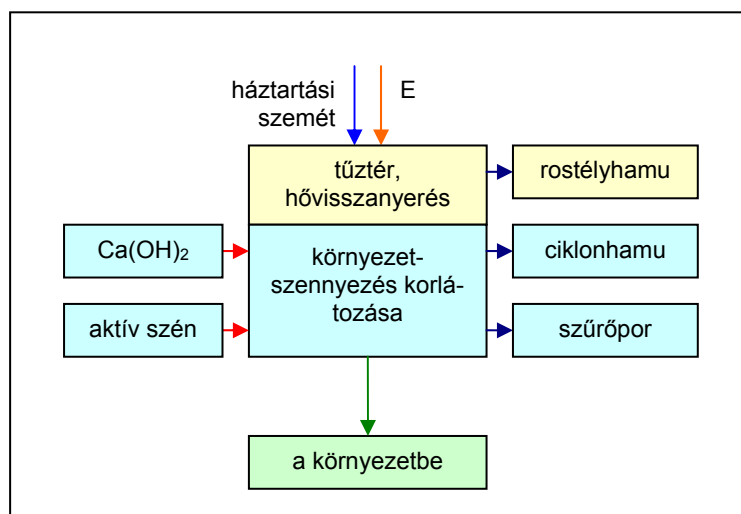 háztartási
szemét
E
tűztér,
hővisszanyerés
rostélyhamu
Ca(OH)₂
környezet-
szennyezés korlá-
tozása
ciklonhamu
aktív szén
szűrőpor
a környezetbe